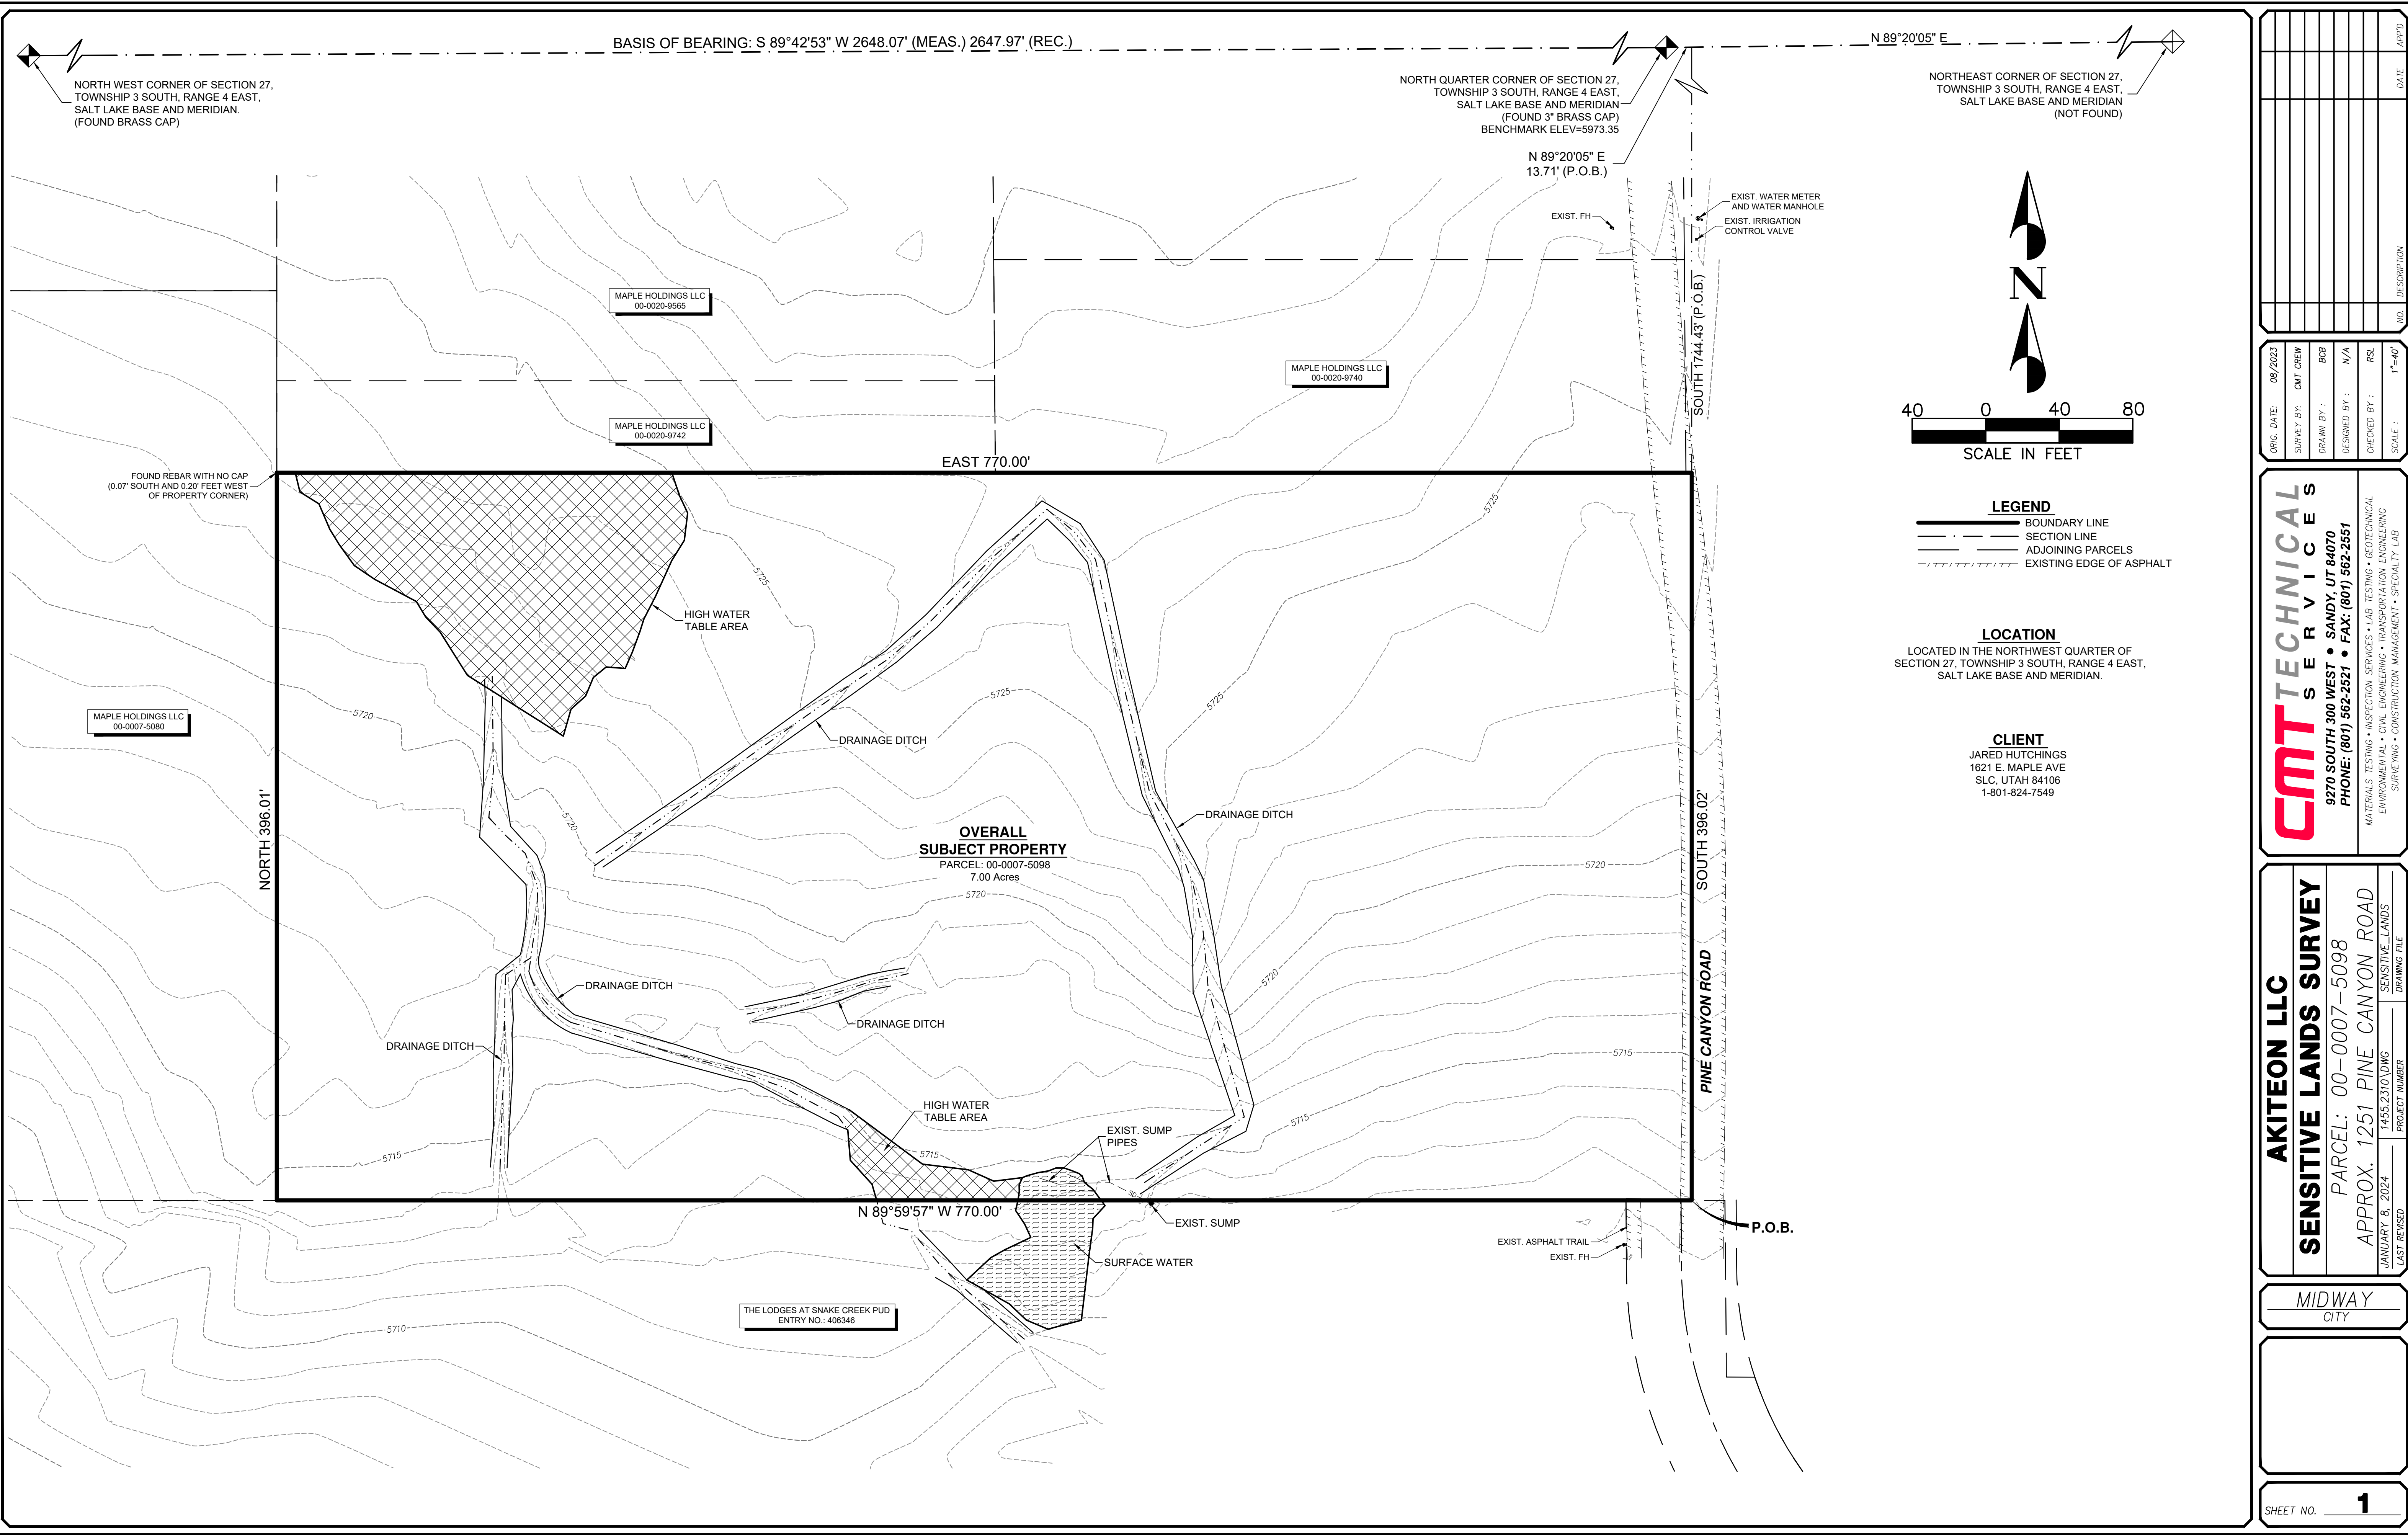 BASIS OF BEARING: S 89°42'53" W 2648.07' (MEAS.) 2647.97' (REC.)
N 89°20'05" E
NORTH WEST CORNER OF SECTION 27,
TOWNSHIP 3 SOUTH, RANGE 4 EAST,
SALT LAKE BASE AND MERIDIAN.
(FOUND BRASS CAP)
NORTH QUARTER CORNER OF SECTION 27,
TOWNSHIP 3 SOUTH, RANGE 4 EAST,
SALT LAKE BASE AND MERIDIAN
(FOUND 3" BRASS CAP)
BENCHMARK ELEV=5973.35
NORTHEAST CORNER OF SECTION 27,
TOWNSHIP 3 SOUTH, RANGE 4 EAST,
SALT LAKE BASE AND MERIDIAN
(NOT FOUND)
N 89°20'05" E
13.71' (P.O.B.)
EXIST. FH
EXIST. WATER METER
AND WATER MANHOLE
EXIST. IRRIGATION
CONTROL VALVE
SOUTH 1744.43' (P.O.B.)
MAPLE HOLDINGS LLC
00-0020-9565
MAPLE HOLDINGS LLC
00-0020-9740
MAPLE HOLDINGS LLC
00-0020-9742
EAST 770.00'
FOUND REBAR WITH NO CAP
(0.07' SOUTH AND 0.20' FEET WEST
OF PROPERTY CORNER)
5725
5725
HIGH WATER
TABLE AREA
5725
5725
5720
MAPLE HOLDINGS LLC
00-0007-5080
DRAINAGE DITCH
NORTH 396.01'
5720
DRAINAGE DITCH
OVERALL
SUBJECT PROPERTY
PARCEL: 00-0007-5098
7.00 Acres
5720
5720
5720
SOUTH 396.02'
PINE CANYON ROAD
DRAINAGE DITCH
DRAINAGE DITCH
DRAINAGE DITCH
5715
HIGH WATER
TABLE AREA
5715
EXIST. SUMP
PIPES
5715
5715
SD
N 89°59'57" W 770.00'
EXIST. SUMP
P.O.B.
EXIST. ASPHALT TRAIL
EXIST. FH
SURFACE WATER
THE LODGES AT SNAKE CREEK PUD
ENTRY NO.: 406346
5710
N
40 0 40 80
SCALE IN FEET
LEGEND
BOUNDARY LINE
SECTION LINE
ADJOINING PARCELS
EXISTING EDGE OF ASPHALT
LOCATION
LOCATED IN THE NORTHWEST QUARTER OF
SECTION 27, TOWNSHIP 3 SOUTH, RANGE 4 EAST,
SALT LAKE BASE AND MERIDIAN.
CLIENT
JARED HUTCHINGS
1621 E. MAPLE AVE
SLC, UTAH 84106
1-801-824-7549
NO. DESCRIPTION DATE APP'D
ORIG. DATE: 08/2023
SURVEY BY: CMT CREW
DRAWN BY : BCB
DESIGNED BY : N/A
CHECKED BY : RSL
SCALE : 1"=40'
CMT TECHNICAL
SERVICES
9270 SOUTH 300 WEST • SANDY, UT 84070
PHONE: (801) 562-2521 • FAX: (801) 562-2551
MATERIALS TESTING • INSPECTION SERVICES • LAB TESTING • GEOTECHNICAL
ENVIRONMENTAL • CIVIL ENGINEERING • TRANSPORTATION ENGINEERING
SURVEYING • CONSTRUCTION MANAGEMENT • SPECIALTY LAB
AKITEON LLC
SENSITIVE LANDS SURVEY
PARCEL: 00-0007-5098
APPROX. 1251 PINE CANYON ROAD
JANUARY 8, 2024 1455.2310\DWG SENSITIVE_LANDS
LAST REVISED PROJECT NUMBER DRAWING FILE
MIDWAY
CITY
SHEET NO. 1